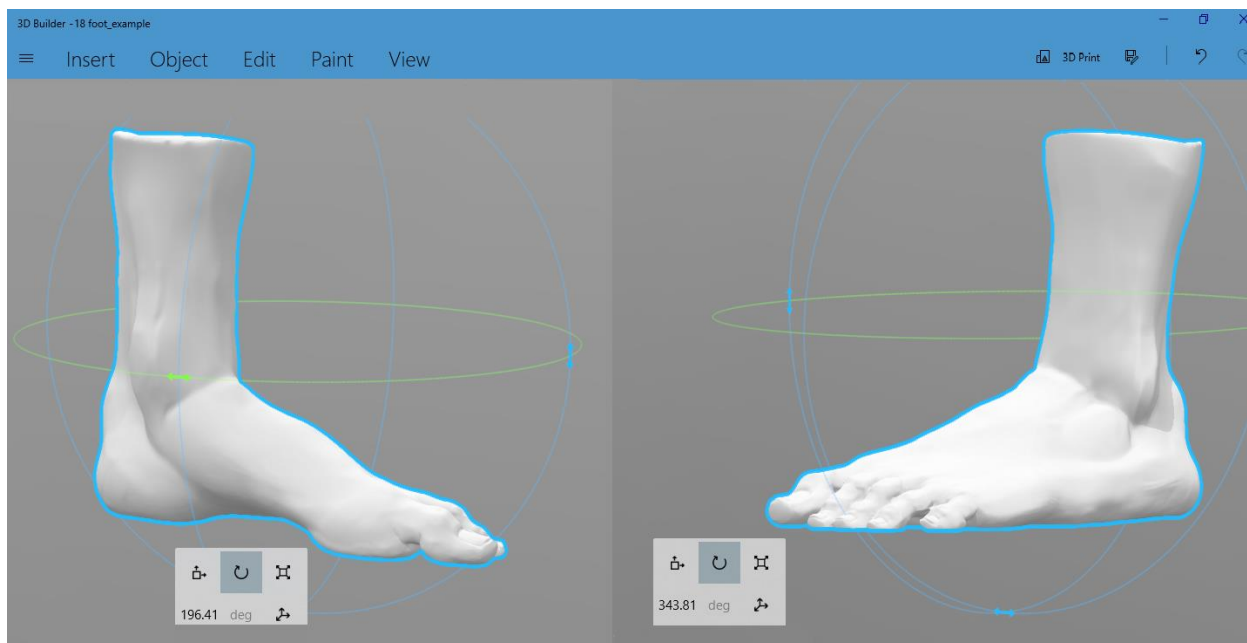 3D Builder - 18 foot_example
Insert Object Edit Paint View 3D Print
196.41 deg
343.81 deg